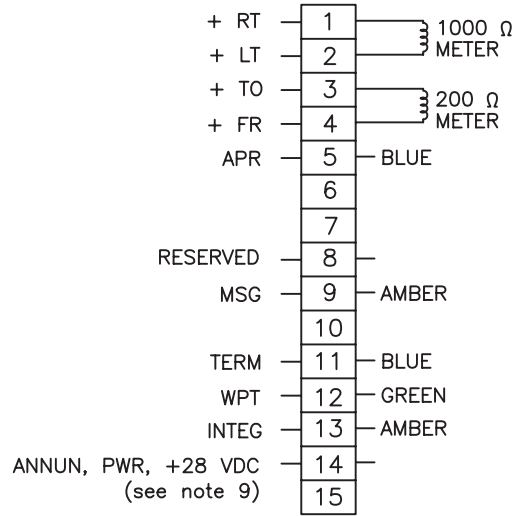 + RT 1 1000 Ω
+ LT 2 METER
+ TO 3 200 Ω
+ FR 4 METER
APR 5 BLUE
6
7
RESERVED 8
MSG 9 AMBER
10
TERM 11 BLUE
WPT 12 GREEN
INTEG 13 AMBER
ANNUN, PWR, +28 VDC 14
(see note 9) 15